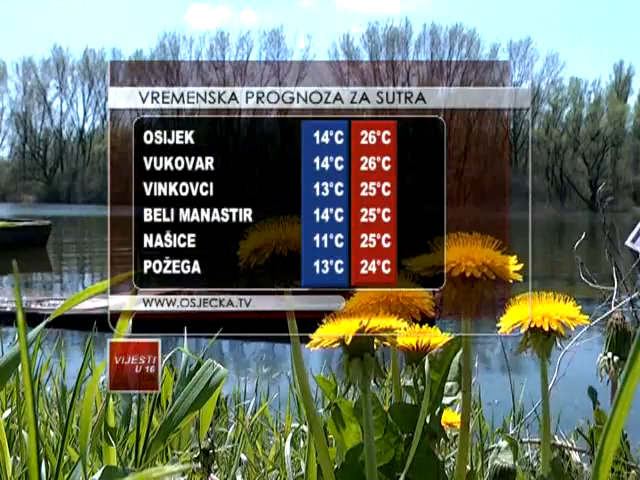 VREMENSKA PROGNOZA ZA SUTRA
OSIJEK 14°C 26°C
VUKOVAR 14°C 26°C
VINKOVCI 13°C 25°C
BELI MANASTIR 14°C 25°C
NAŠICE 11°C 25°C
POŽEGA 13°C 24°C
WWW.OSJECKA.TV
VIJESTI
U 16